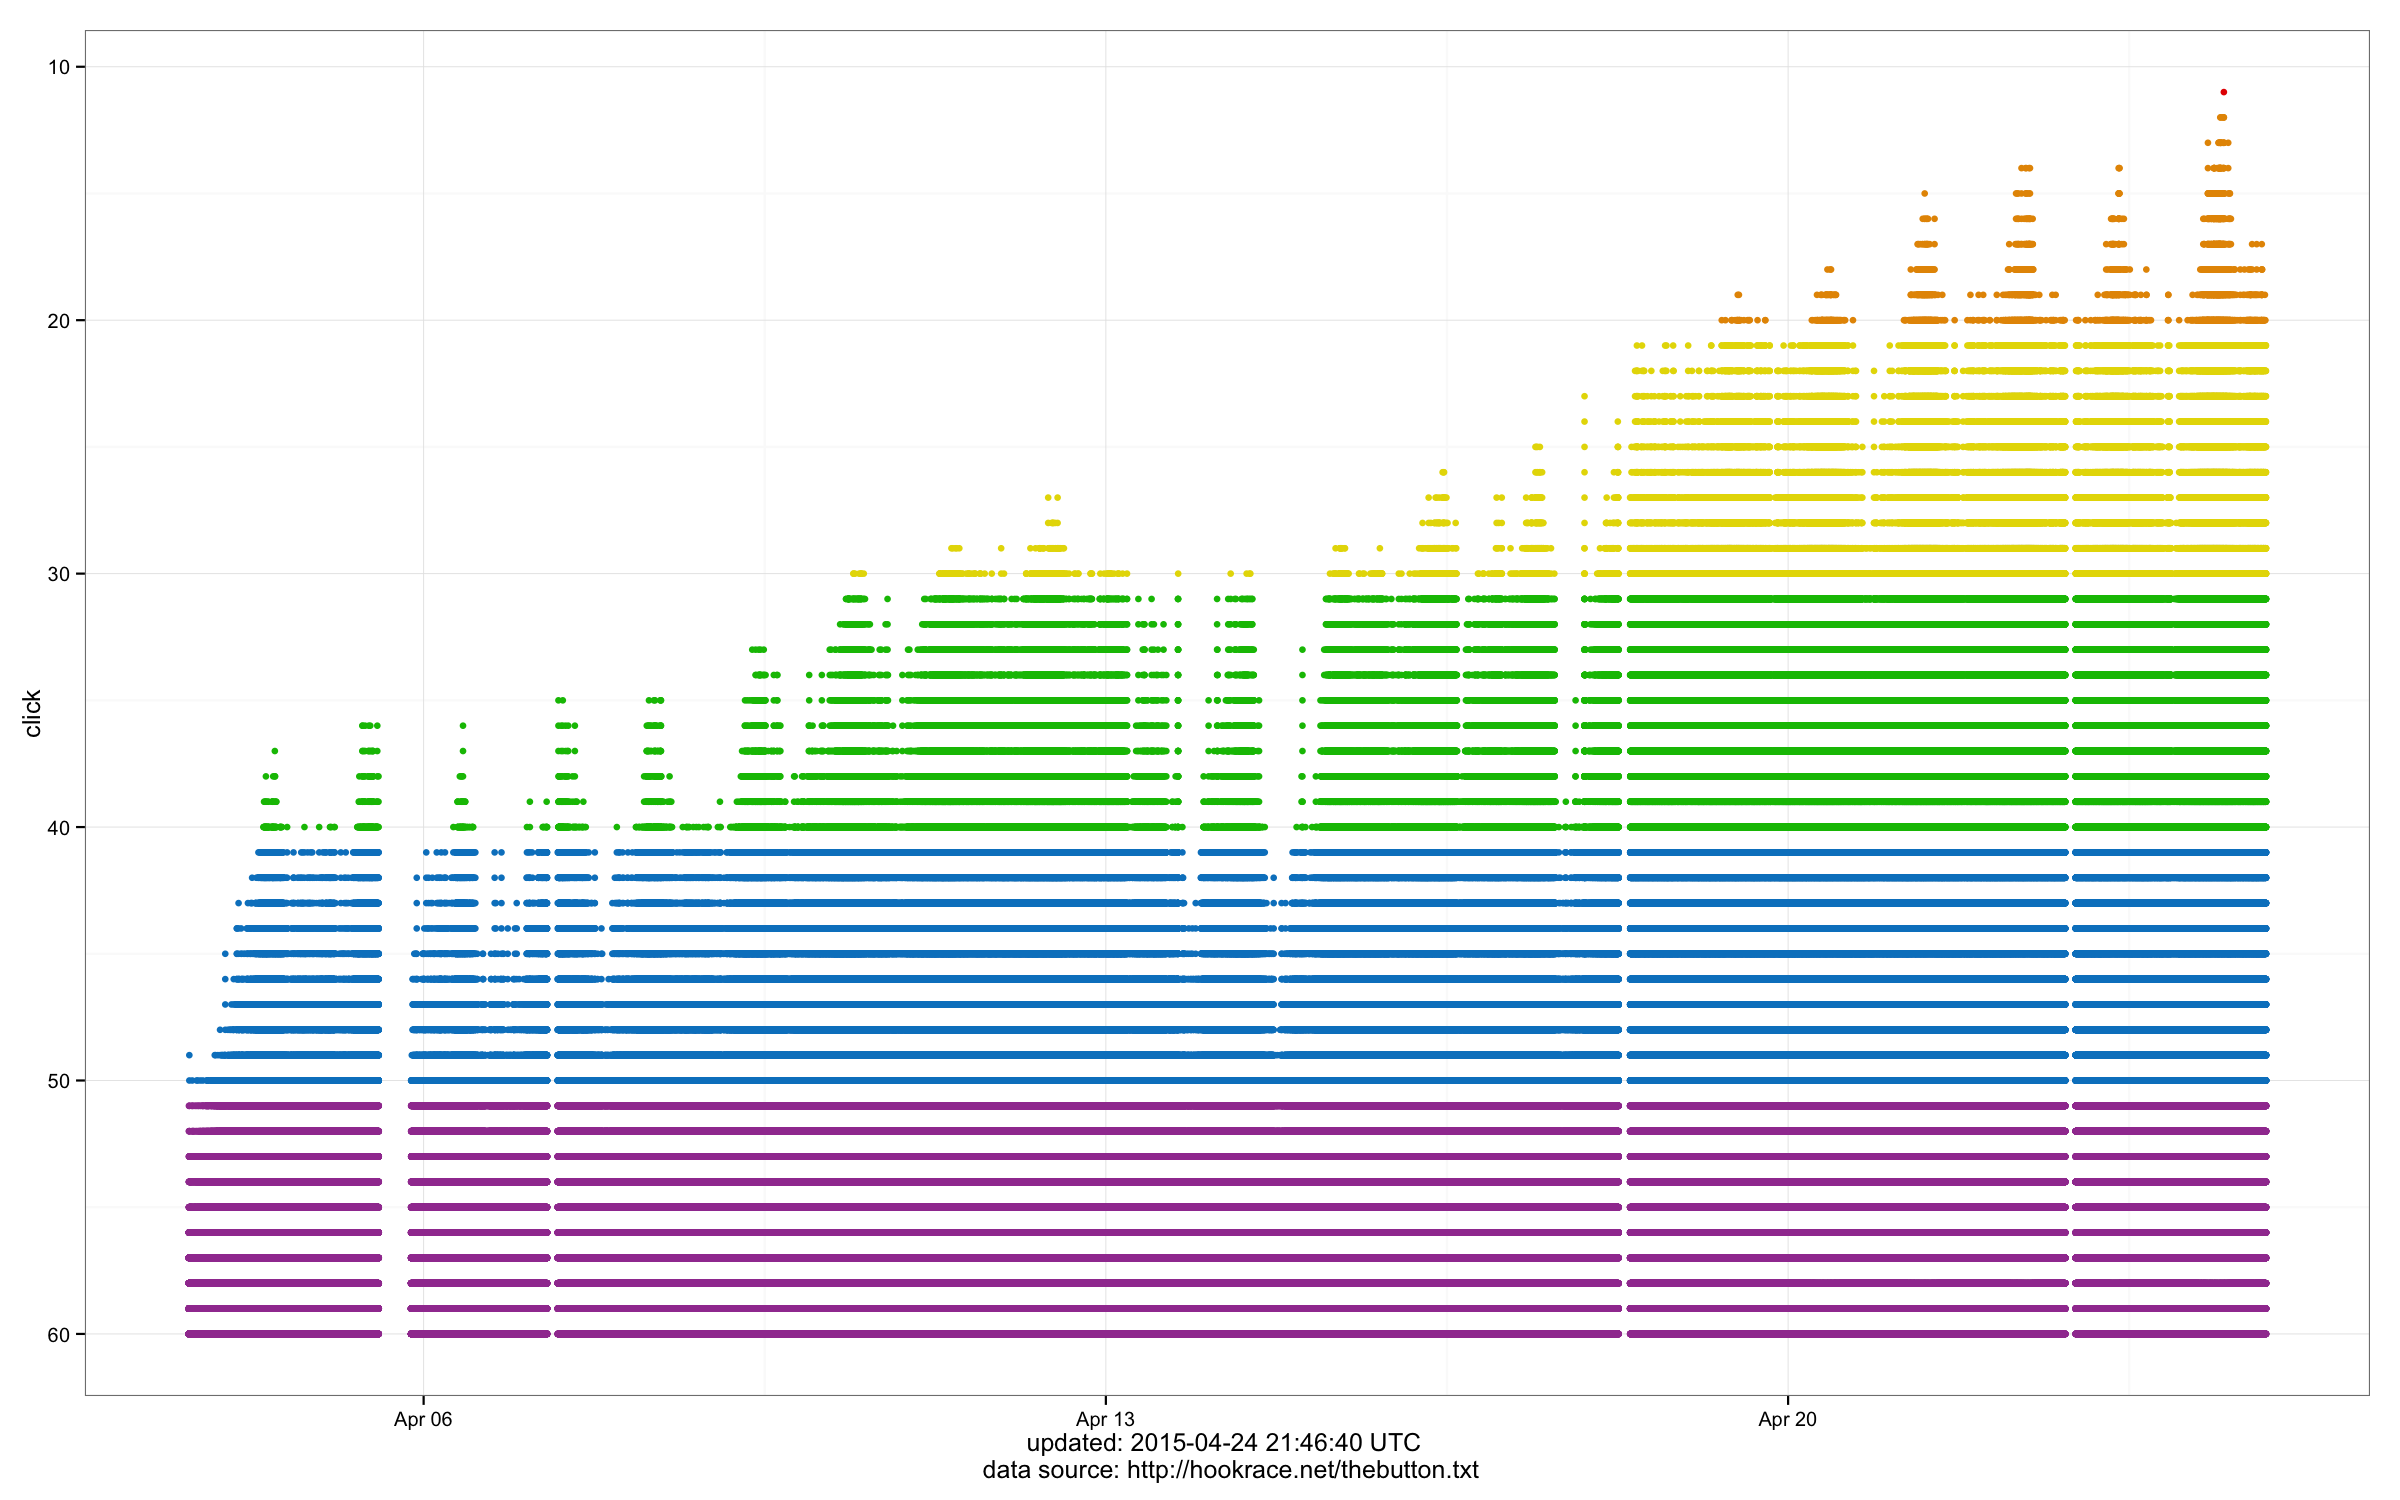 10
20
30
40
50
60
click
Apr 06
Apr 13
Apr 20
updated: 2015-04-24 21:46:40 UTC
data source: http://hookrace.net/thebutton.txt